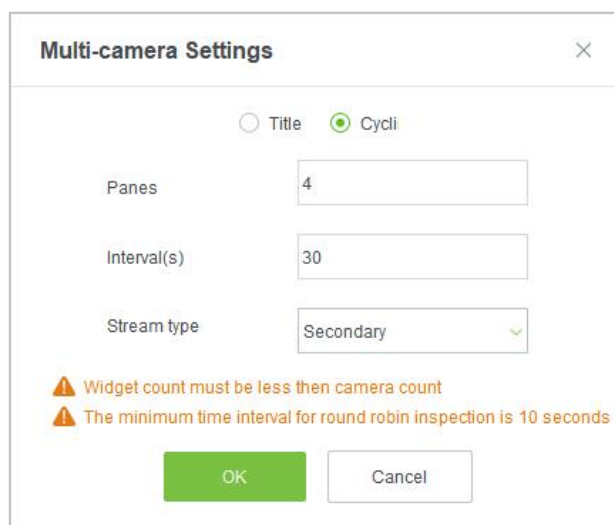 Multi-camera Settings
Title Cycli
Panes 4
Interval(s) 30
Stream type Secondary
Widget count must be less then camera count
The minimum time interval for round robin inspection is 10 seconds
OK Cancel